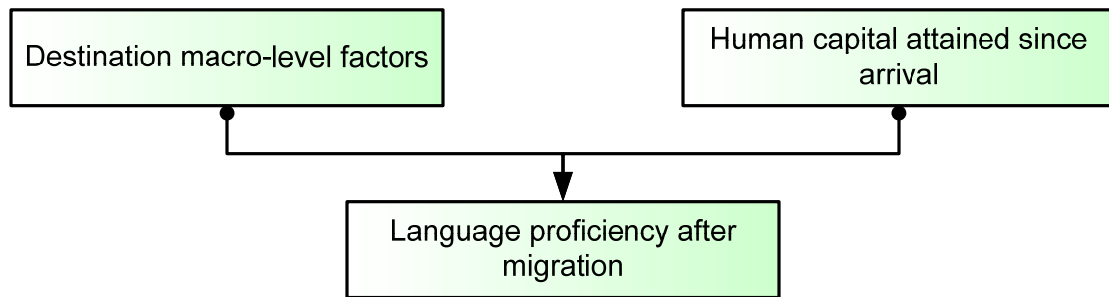 Destination macro-level factors
Human capital attained since
arrival
Language proficiency after
migration